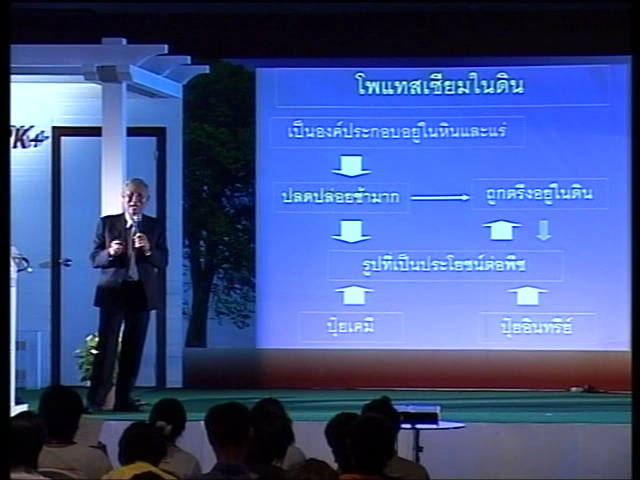 โพแทสเซียมในดิน
เป็นองค์ประกอบอยู่ในหินและแร่
ปลดปล่อยช้ามาก
ถูกตรึงอยู่ในดิน
รูปที่เป็นประโยชน์ต่อพืช
ปุ๋ยเคมี
ปุ๋ยอินทรีย์
K+